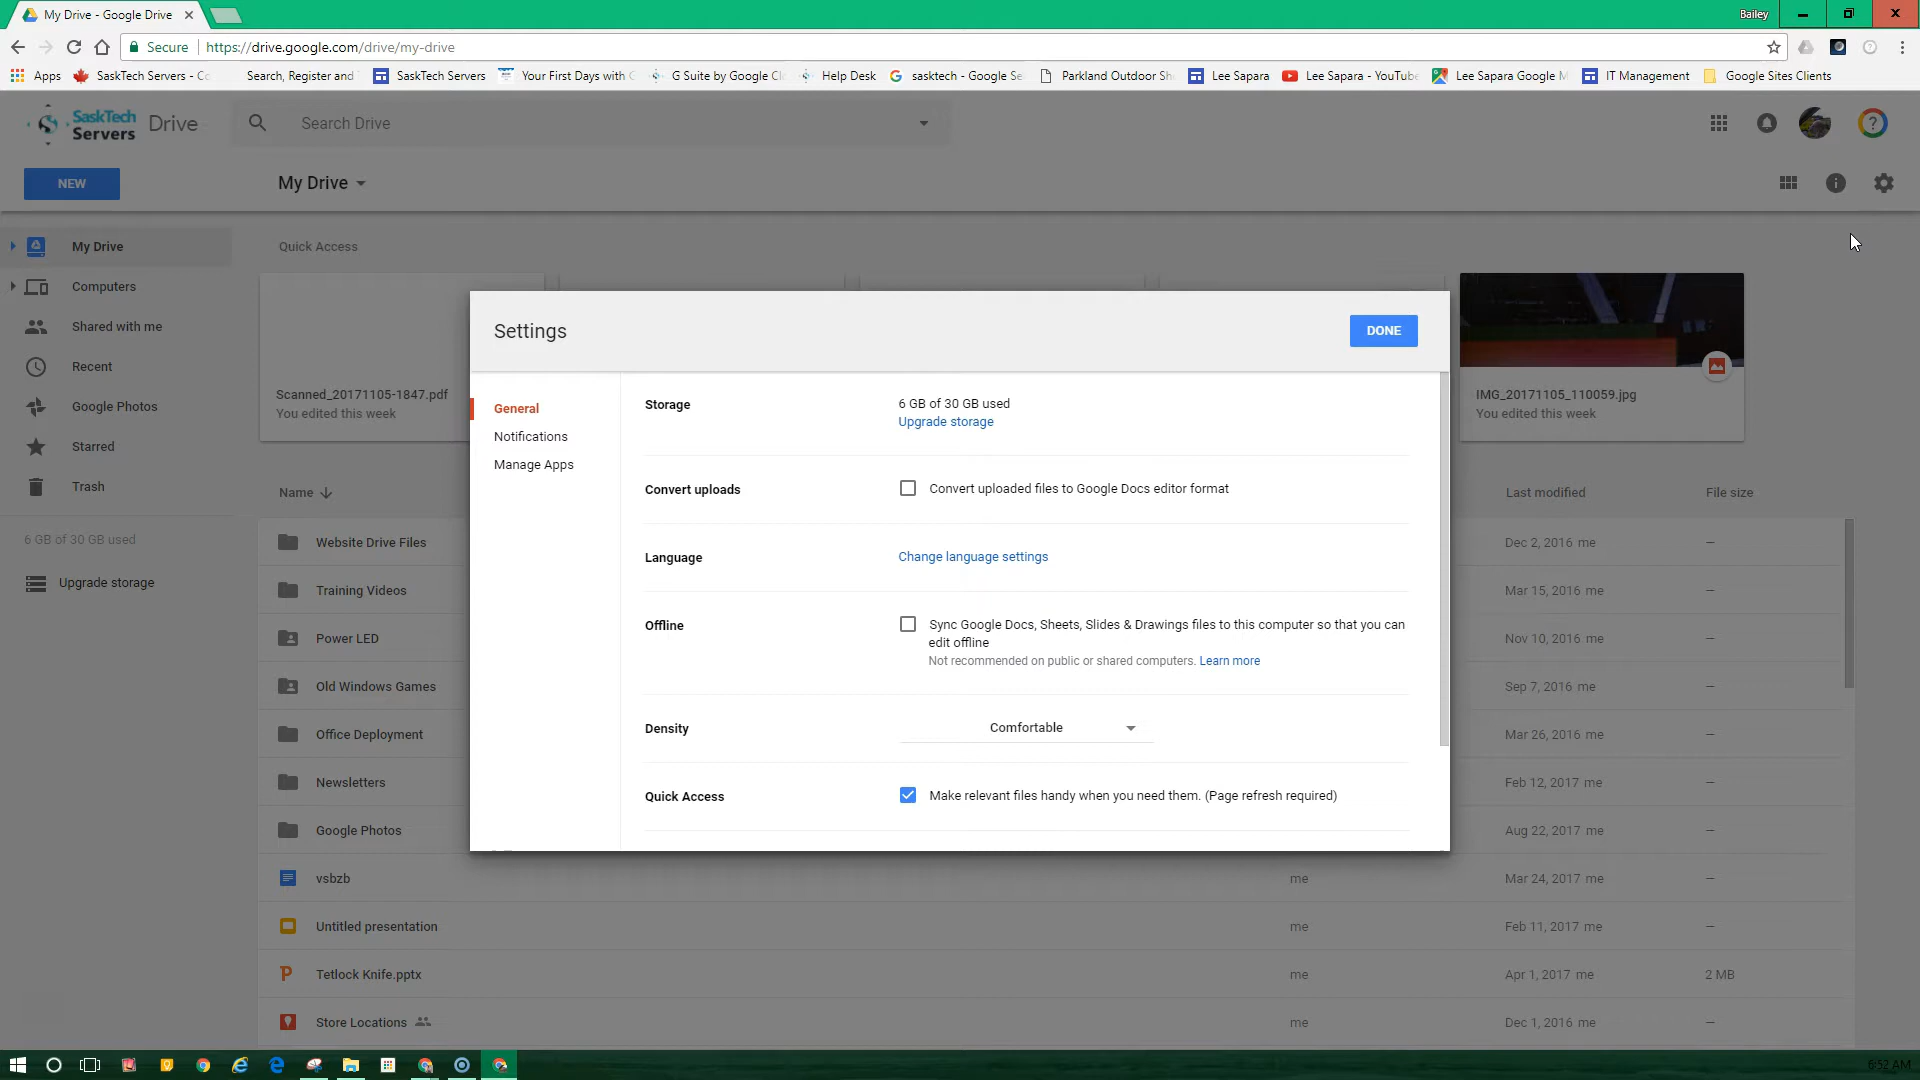 My Drive - Google Drive
Bailey
Secure
https://drive.google.com/drive/my-drive
Apps
SaskTech Servers - Co
Search, Register and
SaskTech Servers
Your First Days with G
G Suite by Google Cl
Help Desk
sasktech - Google Se
Parkland Outdoor Sh
Lee Sapara
Lee Sapara - YouTube
Lee Sapara Google M
IT Management
Google Sites Clients
SaskTech
Servers
Drive
Search Drive
NEW
My Drive
My Drive
Computers
Shared with me
Recent
Google Photos
Starred
Trash
6 GB of 30 GB used
Upgrade storage
Quick Access
Scanned_20171105-1847.pdf
You edited this week
IMG_20171105_110059.jpg
You edited this week
Settings
DONE
General
Notifications
Manage Apps
Storage
6 GB of 30 GB used
Upgrade storage
Convert uploads
Convert uploaded files to Google Docs editor format
Language
Change language settings
Offline
Sync Google Docs, Sheets, Slides & Drawings files to this computer so that you can
edit offline
Not recommended on public or shared computers. Learn more
Density
Comfortable
Quick Access
Make relevant files handy when you need them. (Page refresh required)
Name
Last modified
File size
Website Drive Files
Dec 2, 2016 me
–
Training Videos
Mar 15, 2016 me
–
Power LED
Nov 10, 2016 me
–
Old Windows Games
Sep 7, 2016 me
–
Office Deployment
Mar 26, 2016 me
–
Newsletters
Feb 12, 2017 me
–
Google Photos
Aug 22, 2017 me
–
vsbzb
me
Mar 24, 2017 me
–
Untitled presentation
me
Feb 11, 2017 me
–
Tetlock Knife.pptx
me
Apr 1, 2017 me
2 MB
Store Locations
me
Dec 1, 2016 me
–
6:52 AM